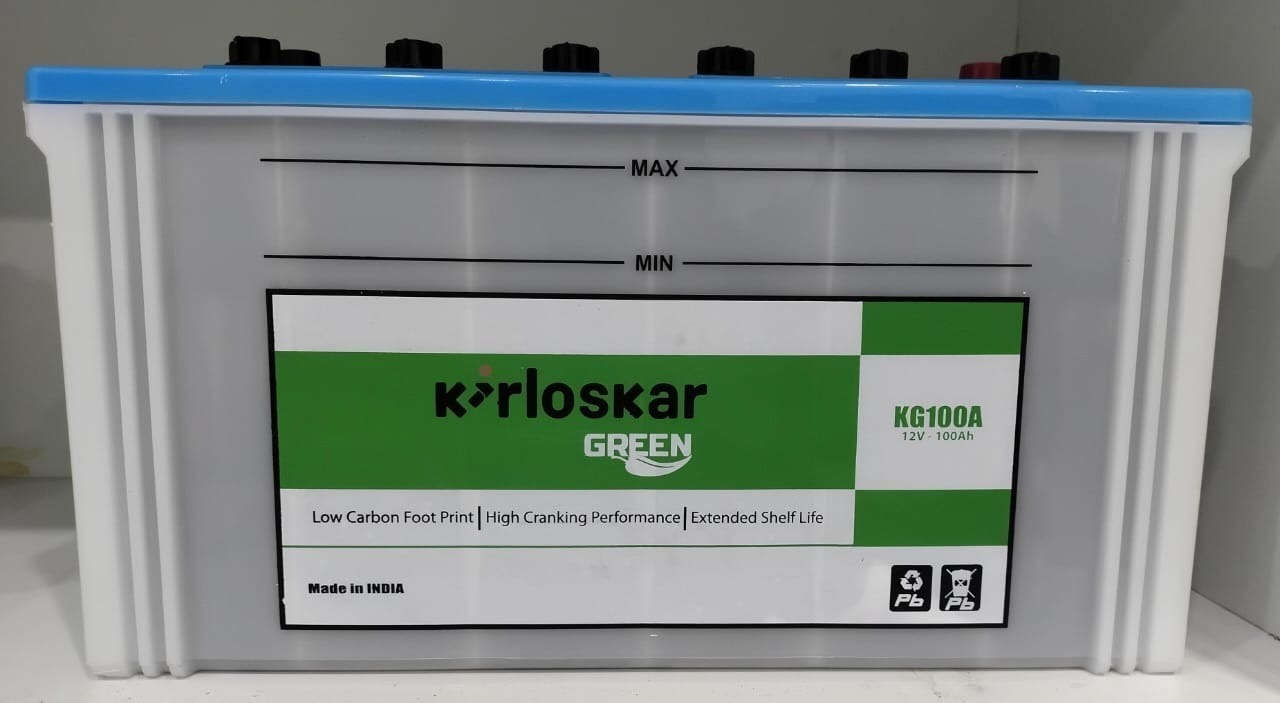 MAX
MIN
kirloskar
GREEN
KG100A
12V - 100Ah
Low Carbon Foot Print | High Cranking Performance | Extended Shelf Life
Made in INDIA
Pb
Pb